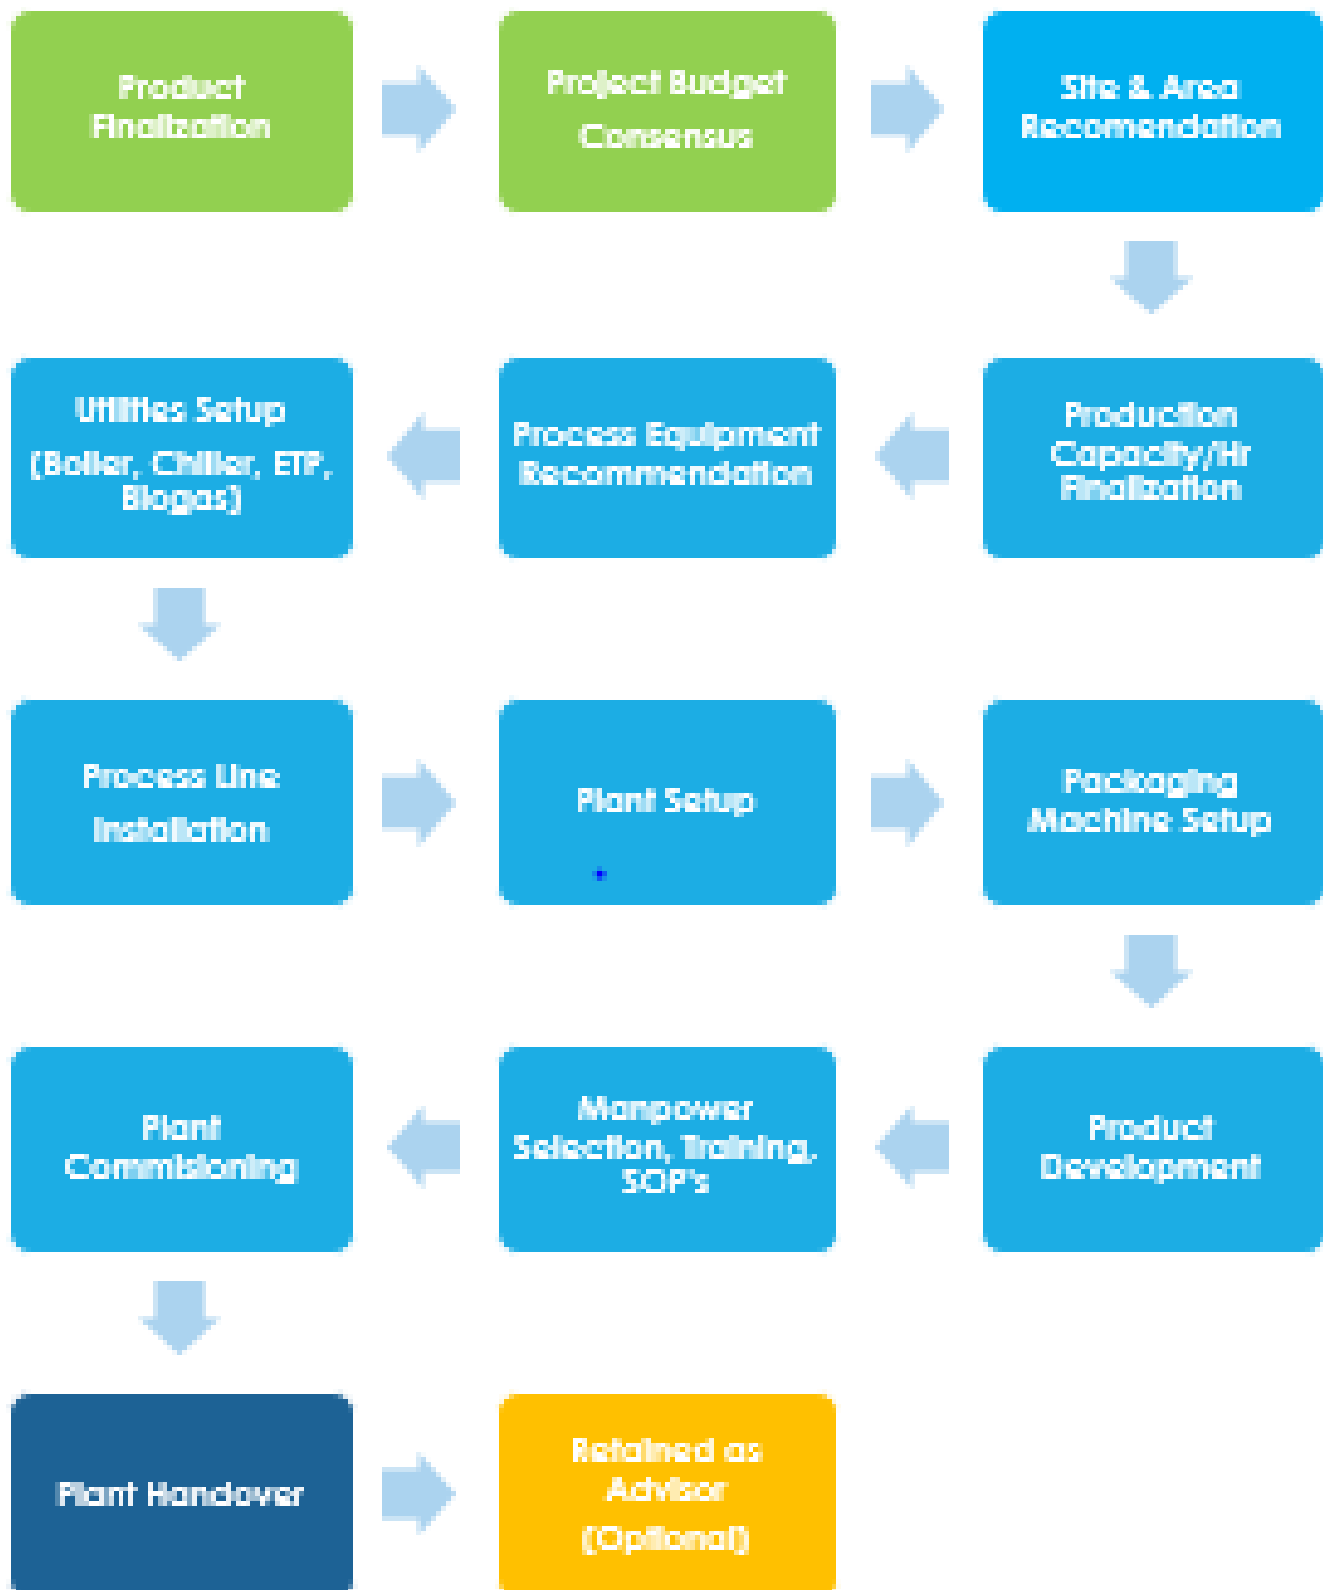 Product
Finalization
Project Budget
Consensus
Site & Area
Recomendation
Production
Capacity/Hr
Finalization
Process Equipment
Recommendation
Utilities Setup
(Boiler, Chiller, ETP,
Biogas)
Process Line
Installation
Plant Setup
Packaging
Machine Setup
Product
Development
Manpower
Selection, Training,
SOP's
Plant
Commisioning
Plant Handover
Retained as
Advisor
(Optional)